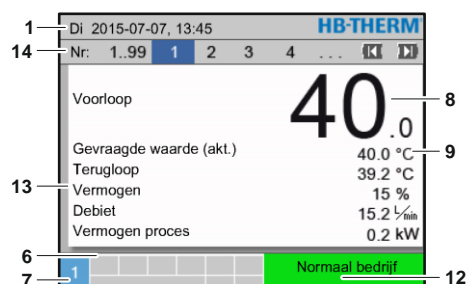 1 Di 2015-07-07, 13:45 HB-THERM
14 Nr: 1..99 1 2 3 4 ...
Voorloop 40.0 8
Gevraagde waarde (akt.) 40.0 °C 9
Terugloop 39.2 °C
13 Vermogen 15 %
Debiet 15.2 L/min
Vermogen proces 0.2 kW
6 Normaal bedrijf
7 1 12